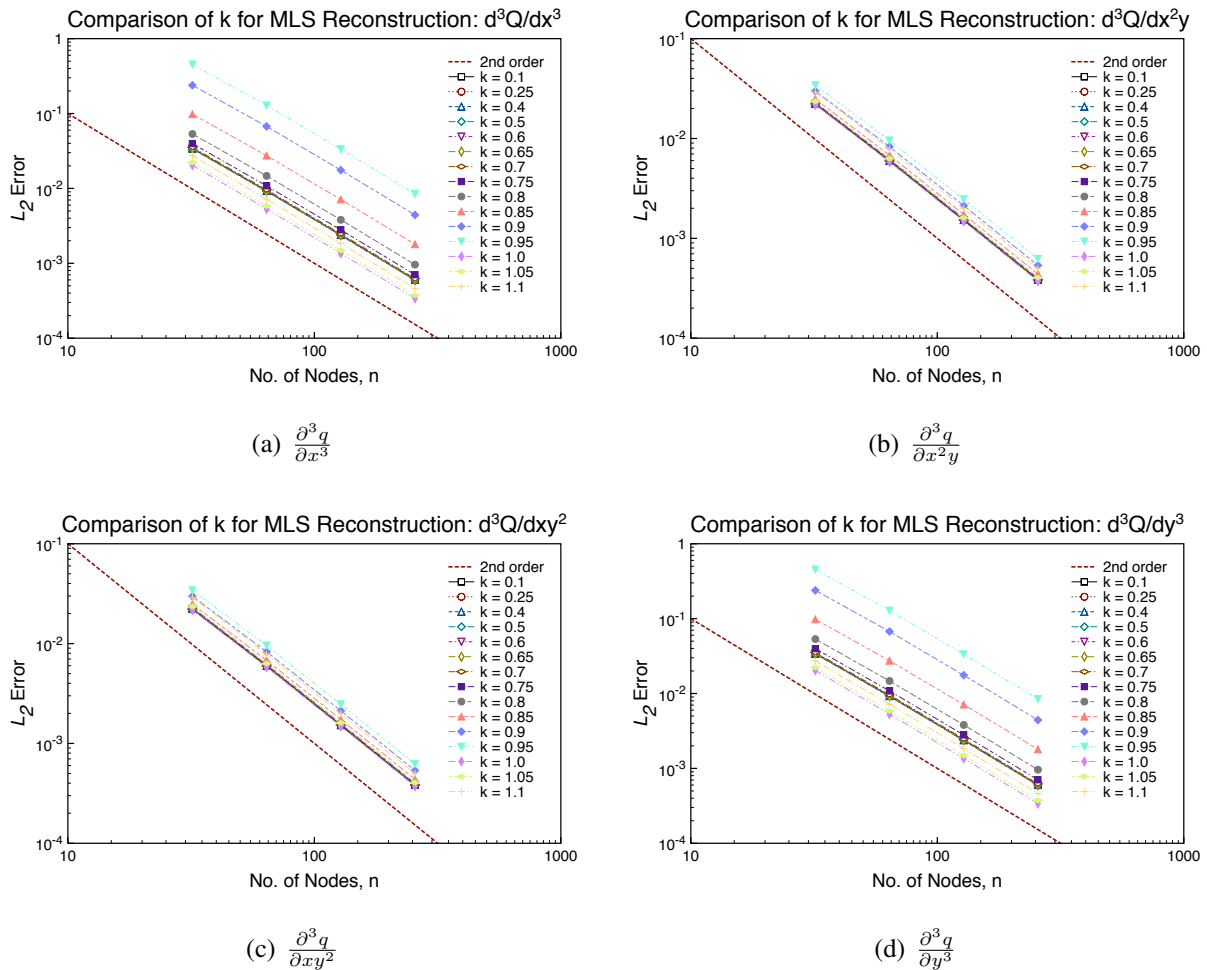 Comparison of k for MLS Reconstruction: d³Q/dx³
1
10⁻¹
10⁻²
10⁻³
10⁻⁴
L₂ Error
10
100
1000
No. of Nodes, n
2nd order
k = 0.1
k = 0.25
k = 0.4
k = 0.5
k = 0.6
k = 0.65
k = 0.7
k = 0.75
k = 0.8
k = 0.85
k = 0.9
k = 0.95
k = 1.0
k = 1.05
k = 1.1
(a) ∂³q/∂x³
Comparison of k for MLS Reconstruction: d³Q/dx²y
10⁻¹
10⁻²
10⁻³
10⁻⁴
L₂ Error
10
100
1000
No. of Nodes, n
2nd order
k = 0.1
k = 0.25
k = 0.4
k = 0.5
k = 0.6
k = 0.65
k = 0.7
k = 0.75
k = 0.8
k = 0.85
k = 0.9
k = 0.95
k = 1.0
k = 1.05
k = 1.1
(b) ∂³q/∂x²y
Comparison of k for MLS Reconstruction: d³Q/dxy²
10⁻¹
10⁻²
10⁻³
10⁻⁴
L₂ Error
10
100
1000
No. of Nodes, n
2nd order
k = 0.1
k = 0.25
k = 0.4
k = 0.5
k = 0.6
k = 0.65
k = 0.7
k = 0.75
k = 0.8
k = 0.85
k = 0.9
k = 0.95
k = 1.0
k = 1.05
k = 1.1
(c) ∂³q/∂xy²
Comparison of k for MLS Reconstruction: d³Q/dy³
1
10⁻¹
10⁻²
10⁻³
10⁻⁴
L₂ Error
10
100
1000
No. of Nodes, n
2nd order
k = 0.1
k = 0.25
k = 0.4
k = 0.5
k = 0.6
k = 0.65
k = 0.7
k = 0.75
k = 0.8
k = 0.85
k = 0.9
k = 0.95
k = 1.0
k = 1.05
k = 1.1
(d) ∂³q/∂y³